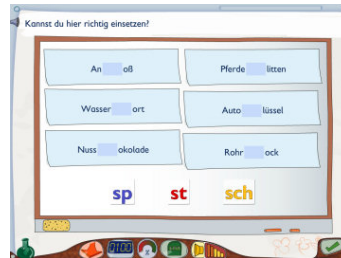 Kannst du hier richtig einsetzen?
An oß
Pferde litten
Wasser ort
Auto lüssel
Nuss okolade
Rohr ock
sp st sch
0100